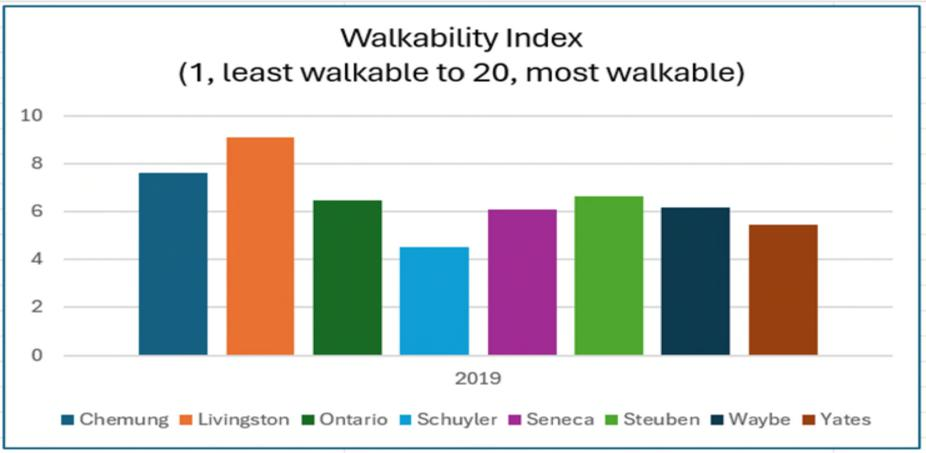 Walkability Index
(1, least walkable to 20, most walkable)
10
8
6
4
2
0
2019
Chemung Livingston Ontario Schuyler Seneca Steuben Waybe Yates